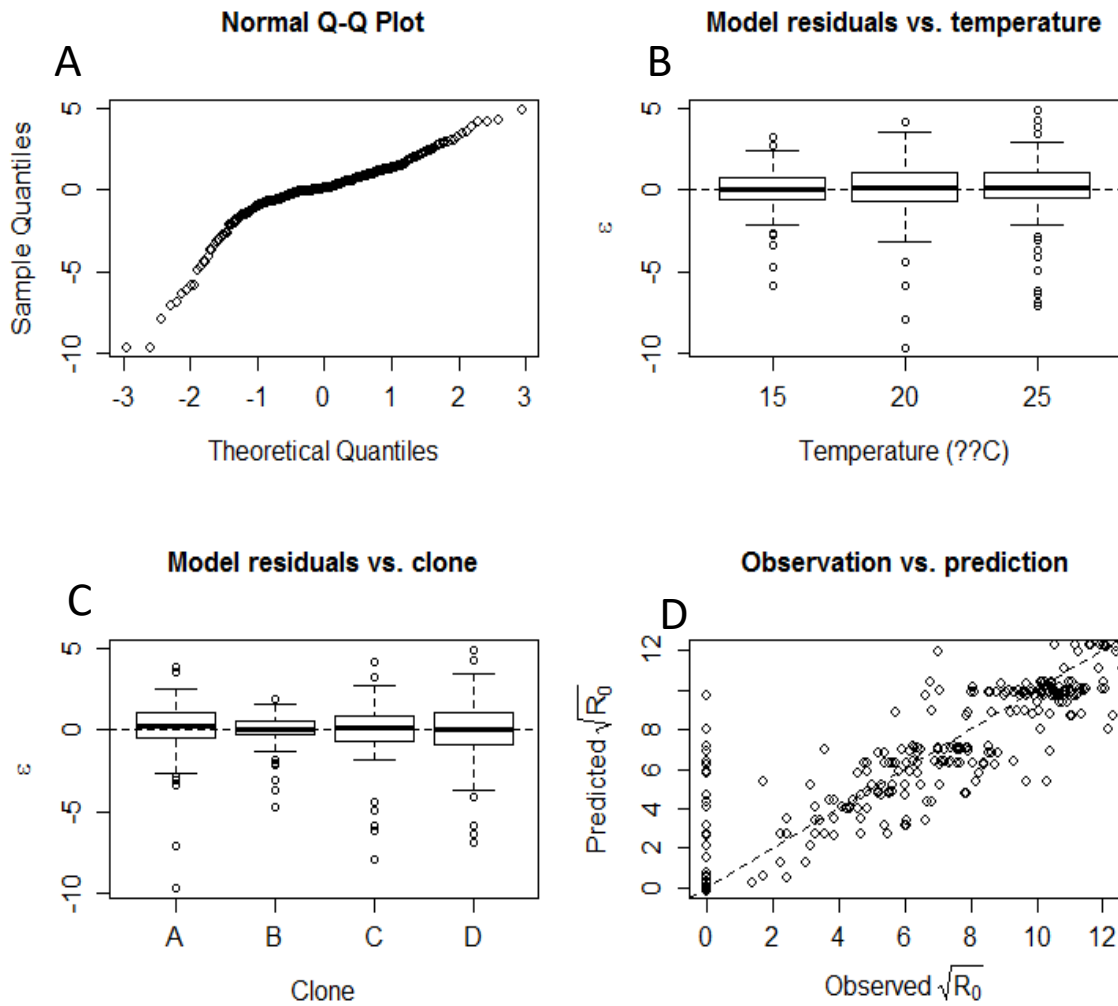 Normal Q-Q Plot
A
Sample Quantiles
5
0
-5
-10
-3 -2 -1 0 1 2 3
Theoretical Quantiles
Model residuals vs. temperature
B
ε
5
0
-5
-10
15 20 25
Temperature (??C)
Model residuals vs. clone
C
ε
5
0
-5
-10
A B C D
Clone
Observation vs. prediction
D
Predicted √R₀
12
8
6
4
2
0
0 2 4 6 8 10 12
Observed √R₀